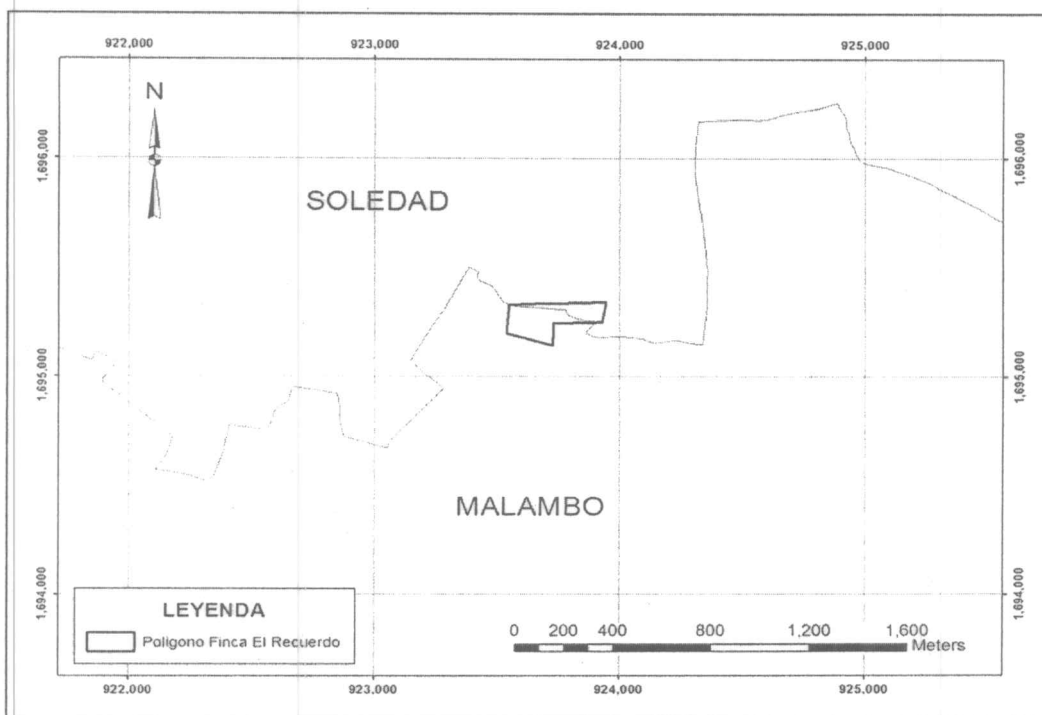 922,000 923,000 924,000 925,000
N
1,696,000 1,696,000
SOLEDAD
1,695,000 1,695,000
MALAMBO
1,694,000 1,694,000
LEYENDA
Poligono Finca El Recuerdo
0 200 400 800 1,200 1,600
Meters
922,000 923,000 924,000 925,000